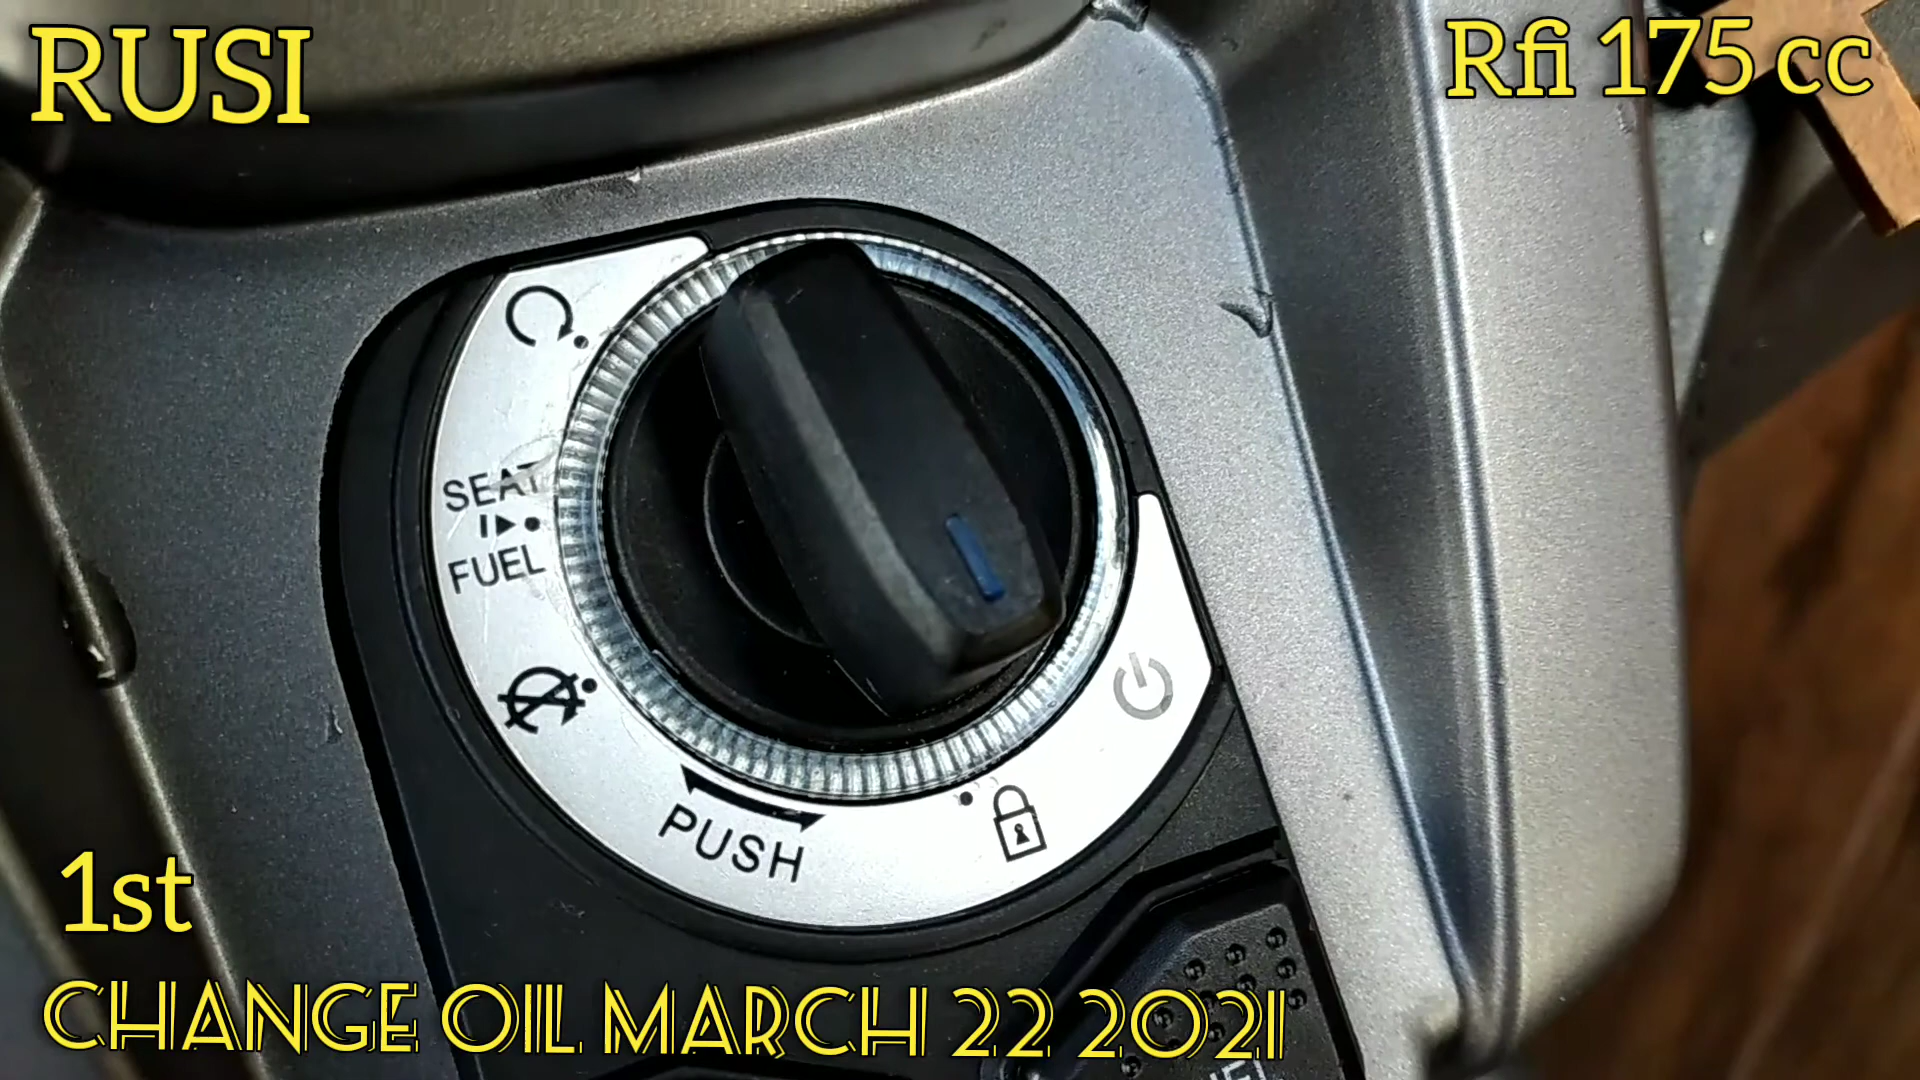 RUSI
Rfi 175 cc
SEAT
FUEL
PUSH
1st
CHANGE OIL MARCH 22 2021